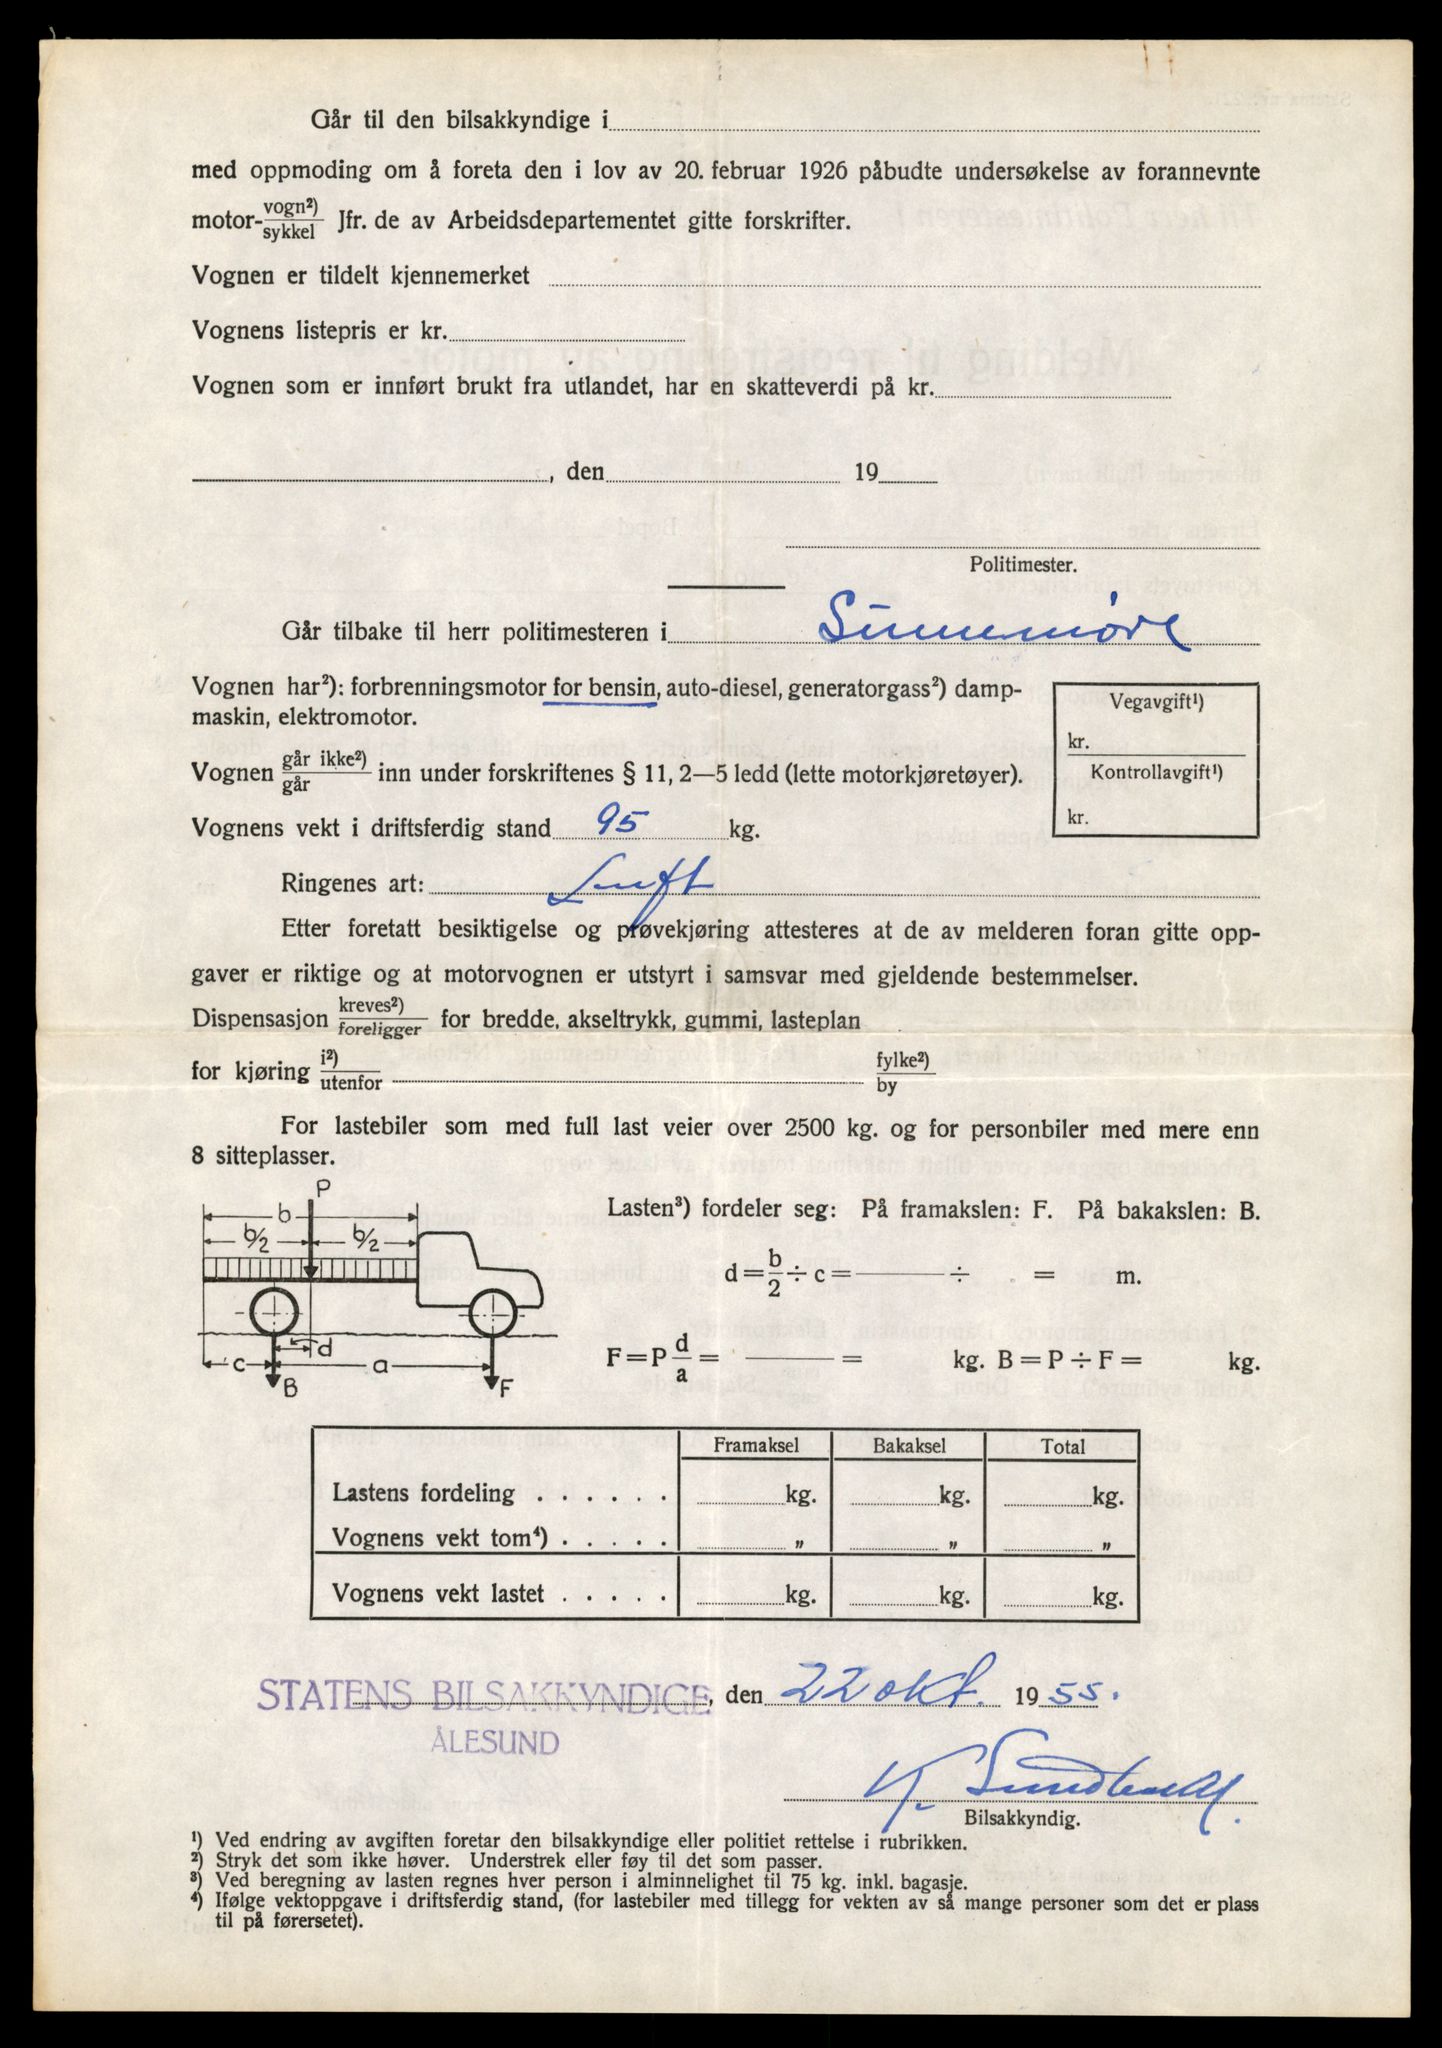 Går til den bilsakkyndige i
med oppmoding om å foreta den i lov av 20. februar 1926 påbudte undersøkelse av forannevnte
motor- vogn²) / sykkel Jfr. de av Arbeidsdepartementet gitte forskrifter.
Vognen er tildelt kjennemerket
Vognens listepris er kr.
Vognen som er innført brukt fra utlandet, har en skatteverdi på kr.
, den 19
Politimester.
Går tilbake til herr politimesteren i Sunnmøre
Vognen har²): forbrenningsmotor for bensin, auto-diesel, generatorgass²) damp-
maskin, elektromotor.
Vegavgift¹)
kr.
Kontrollavgift¹)
kr.
Vognen går ikke²) / går inn under forskriftenes § 11, 2—5 ledd (lette motorkjøretøyer).
Vognens vekt i driftsferdig stand 95 kg.
Ringenes art: Luft
Etter foretatt besiktigelse og prøvekjøring attesteres at de av melderen foran gitte opp-
gaver er riktige og at motorvognen er utstyrt i samsvar med gjeldende bestemmelser.
Dispensasjon kreves²) / foreligger for bredde, akseltrykk, gummi, lasteplan
for kjøring i²) / utenfor fylke²) / by
For lastebiler som med full last veier over 2500 kg. og for personbiler med mere enn
8 sitteplasser.
P
b
b/2 b/2
c d a
B F
Lasten³) fordeler seg: På framakslen: F. På bakakslen: B.
d = b/2 ÷ c = ÷ = m.
F = P d/a = = kg. B = P ÷ F = kg.
Framaksel Bakaksel Total
Lastens fordeling . . . . . . kg. kg. kg.
Vognens vekt tom⁴) . . . . . „ „ „
Vognens vekt lastet . . . . . kg. kg. kg.
STATENS BILSAKKYNDIGE, den 22 okt. 1955.
ÅLESUND
K.
Bilsakkyndig.
¹) Ved endring av avgiften foretar den bilsakkyndige eller politiet rettelse i rubrikken.
²) Stryk det som ikke høver. Understrek eller føy til det som passer.
³) Ved beregning av lasten regnes hver person i alminnelighet til 75 kg. inkl. bagasje.
⁴) Ifølge vektoppgave i driftsferdig stand, (for lastebiler med tillegg for vekten av så mange personer som det er plass
til på førersetet).